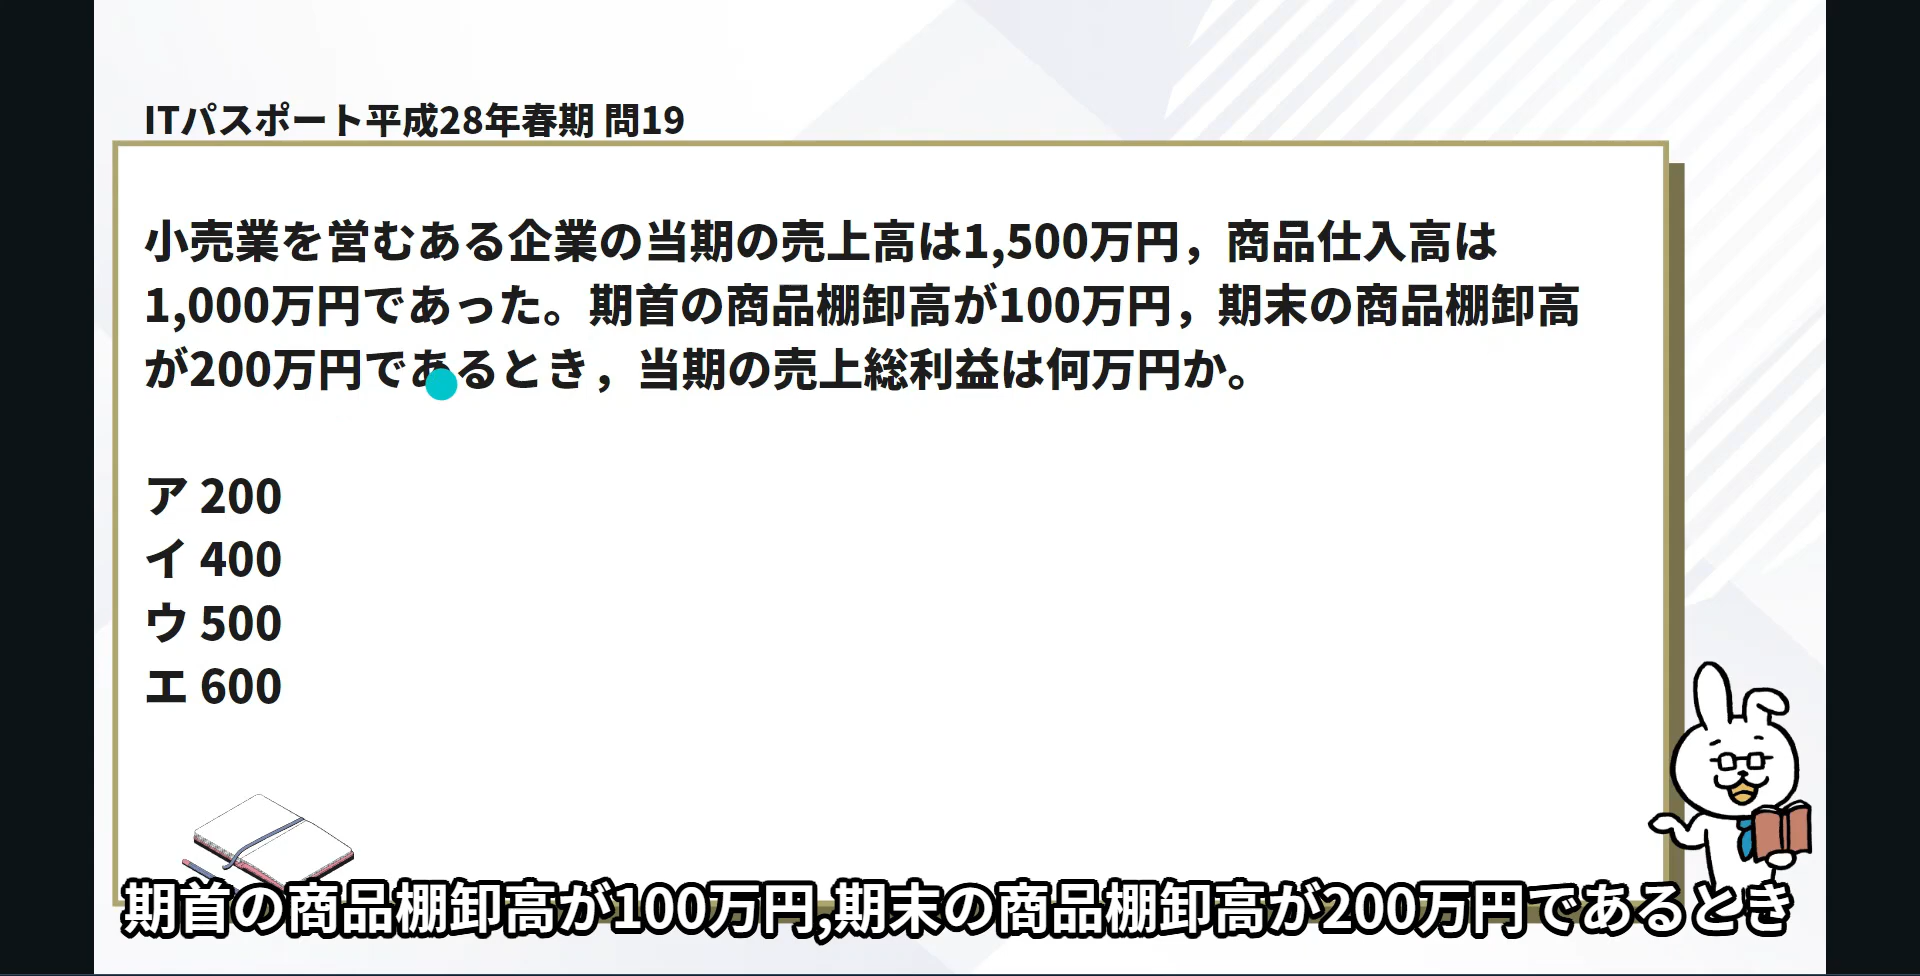 ITパスポート平成28年春期 問19
小売業を営むある企業の当期の売上高は1,500万円，商品仕入高は
1,000万円であった。期首の商品棚卸高が100万円，期末の商品棚卸高
が200万円であるとき，当期の売上総利益は何万円か。
ア 200
イ 400
ウ 500
エ 600
期首の商品棚卸高が100万円,期末の商品棚卸高が200万円であるとき